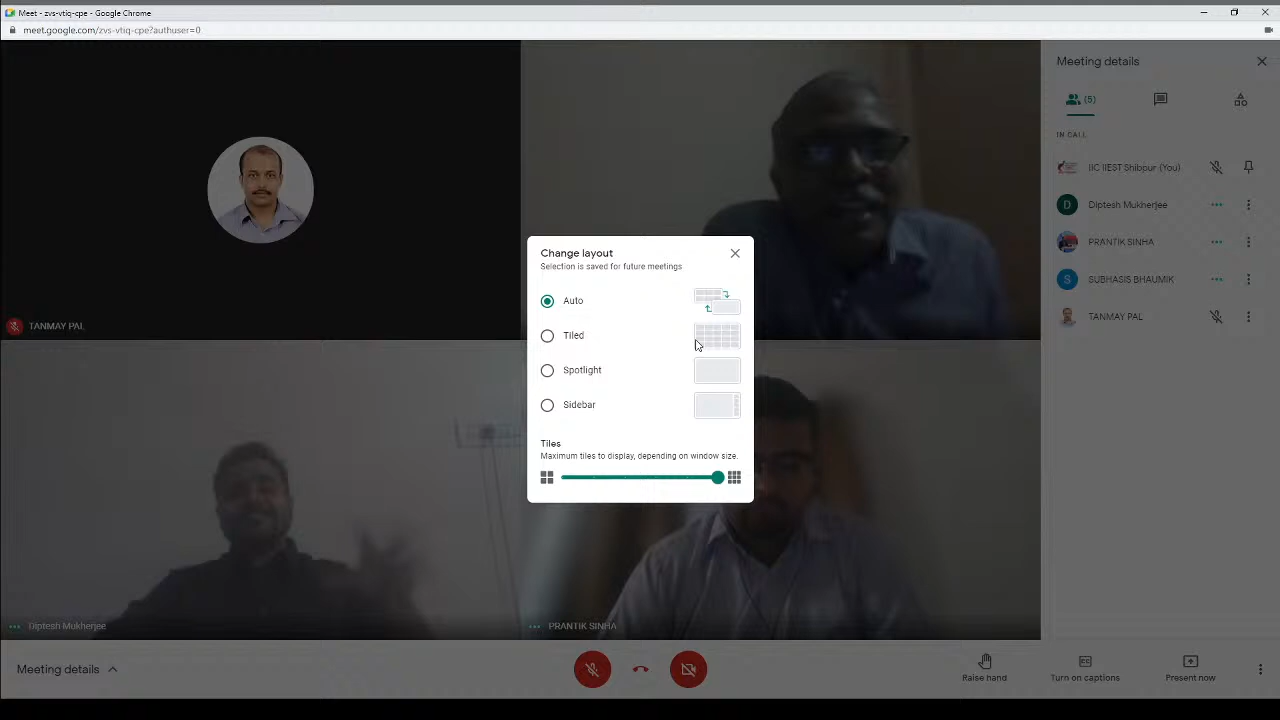 Meet - zvs-vtiq-cpe - Google Chrome
meet.google.com/zvs-vtiq-cpe?authuser=0
Meeting details
(5)
IN CALL
IIC IIEST Shibpur (You)
D
Diptesh Mukherjee
PRANTIK SINHA
S
SUBHASIS BHAUMIK
TANMAY PAL
TANMAY PAL
Change layout
Selection is saved for future meetings
Auto
Tiled
Spotlight
Sidebar
Tiles
Maximum tiles to display, depending on window size.
Diptesh Mukherjee
PRANTIK SINHA
Meeting details
Raise hand
CC
Turn on captions
Present now